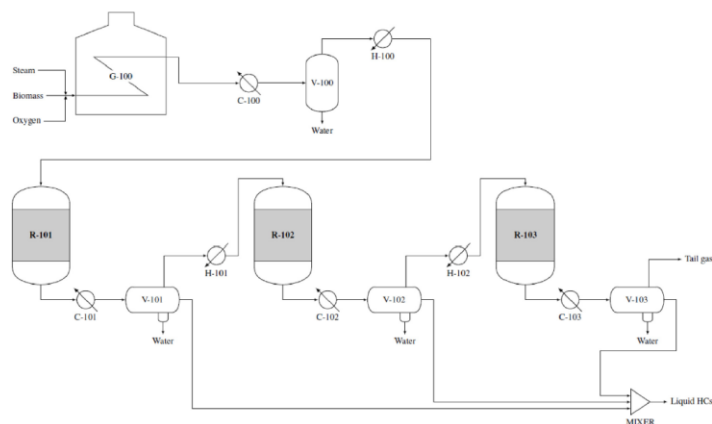 H-100
G-100
V-100
C-100
Steam
Biomass
Oxygen
Water
R-101
R-102
R-103
H-101
H-102
Tail gas
V-101
V-102
V-103
C-101
C-102
C-103
Water
Water
Water
Liquid HCs
MIXER